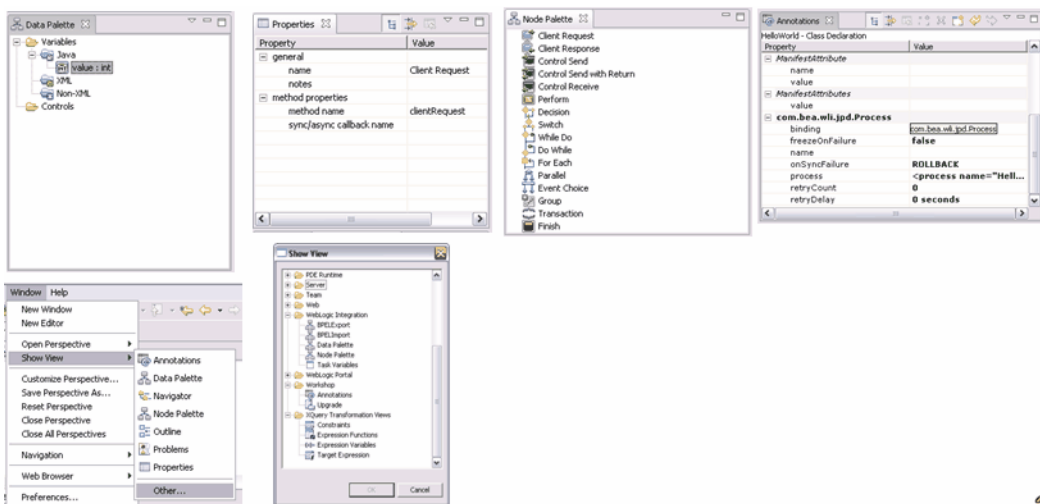 Data Palette
Variables
Java
value : int
XML
Non-XML
Controls
Properties
Property Value
general
name Client Request
notes
method properties
method name clientRequest
sync/async callback name
Node Palette
Client Request
Client Response
Control Send
Control Send with Return
Control Receive
Perform
Decision
Switch
While Do
Do While
For Each
Parallel
Event Choice
Group
Transaction
Finish
Annotations
HelloWorld - Class Declaration
Property Value
ManifestAttribute
name
value
ManifestAttributes
value
com.bea.wli.jpd.Process
binding com.bea.wli.jpd.Process
freezeOnFailure false
name
onSyncFailure ROLLBACK
process <process name="Hell...
retryCount 0
retryDelay 0 seconds
Window Help
New Window
New Editor
Open Perspective
Show View
Customize Perspective...
Save Perspective As...
Reset Perspective
Close Perspective
Close All Perspectives
Navigation
Web Browser
Preferences...
Annotations
Data Palette
Navigator
Node Palette
Outline
Problems
Properties
Other...
Show View
PDE Runtime
Server
Team
Web
WebLogic Integration
BPELExport
BPELImport
Data Palette
Node Palette
Task Variables
WebLogic Portal
Workshop
Annotations
Upgrade
XQuery Transformation Views
Constraints
Expression Functions
Expression Variables
Target Expression
OK Cancel